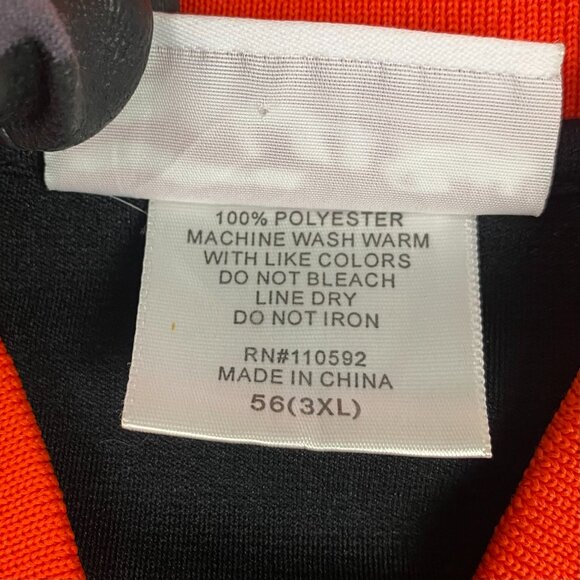 100% POLYESTER
MACHINE WASH WARM
WITH LIKE COLORS
DO NOT BLEACH
LINE DRY
DO NOT IRON
RN#110592
MADE IN CHINA
56(3XL)